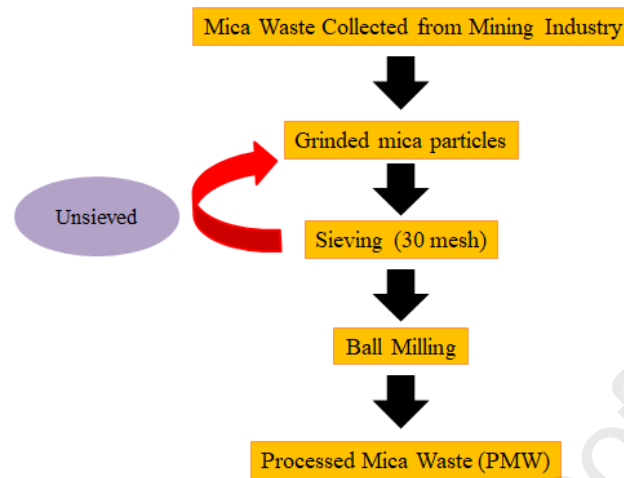 Mica Waste Collected from Mining Industry
Grinded mica particles
Unsieved
Sieving (30 mesh)
Ball Milling
Processed Mica Waste (PMW)